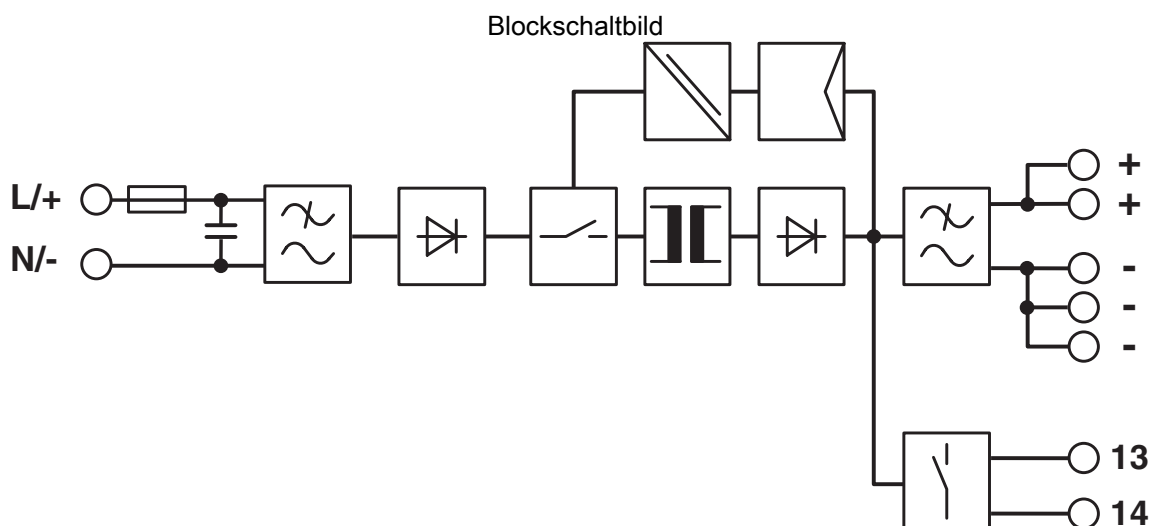 Blockschaltbild
L/+
N/-
+
+
-
-
-
13
14